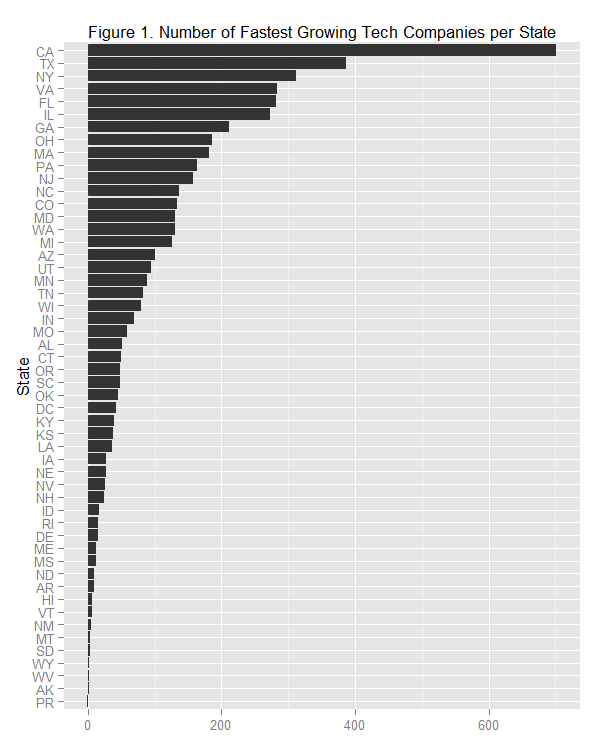 Figure 1. Number of Fastest Growing Tech Companies per State
CA
TX
NY
VA
FL
IL
GA
OH
MA
PA
NJ
NC
CO
MD
WA
MI
AZ
UT
MN
TN
WI
IN
MO
AL
CT
OR
SC
OK
DC
KY
KS
LA
IA
NE
NV
NH
ID
RI
DE
ME
MS
ND
AR
HI
VT
NM
MT
SD
WY
WV
AK
PR
State
0 200 400 600